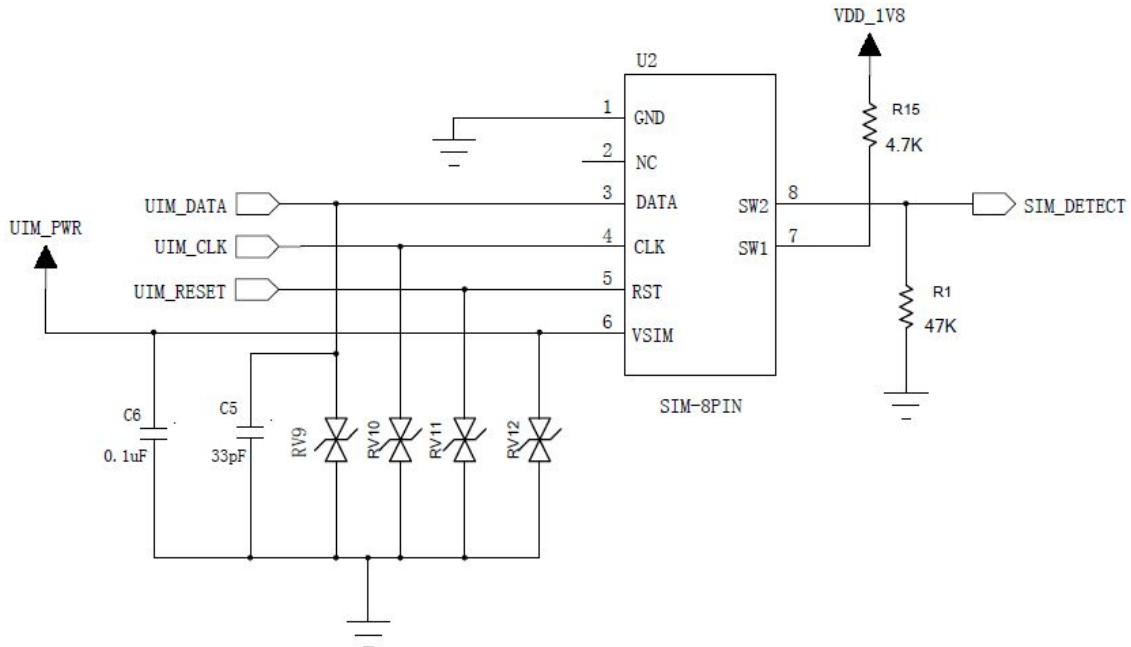 VDD_1V8
U2
R15
4.7K
1
GND
2
NC
UIM_DATA
3
DATA
SW2
8
SIM_DETECT
UIM_PWR
UIM_CLK
4
CLK
SW1
7
UIM_RESET
5
RST
R1
47K
6
VSIM
SIM-8PIN
C6
0.1uF
C5
33pF
RV9
RV10
RV11
RV12